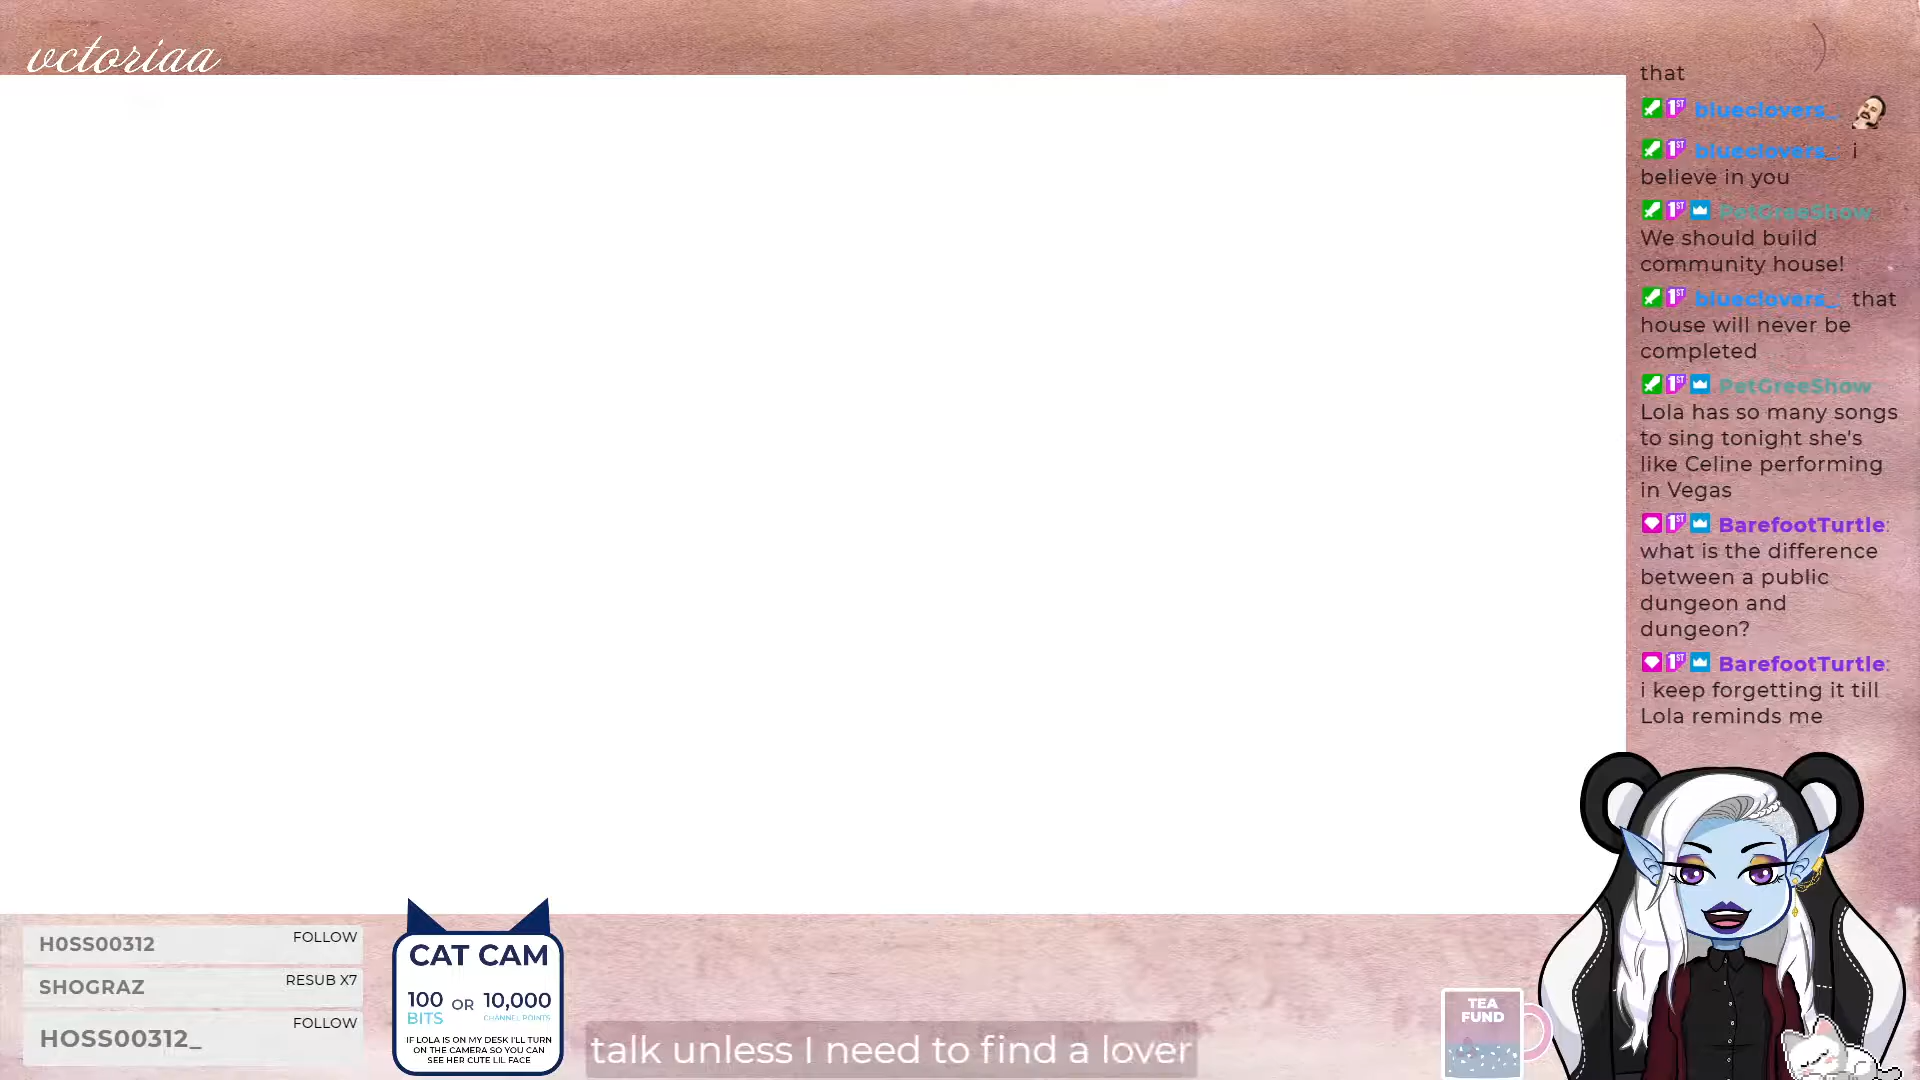 vctoriaa
that
blueclovers_
blueclovers_: i
believe in you
PetGreeShow:
We should build
community house!
blueclovers_: that
house will never be
completed
PetGreeShow:
Lola has so many songs
to sing tonight she's
like Celine performing
in Vegas
BarefootTurtle:
what is the difference
between a public
dungeon and
dungeon?
BarefootTurtle:
i keep forgetting it till
Lola reminds me
H0SS00312 FOLLOW
SHOGRAZ RESUB X7
HOSS00312_ FOLLOW
CAT CAM
100 OR 10,000
BITS CHANNEL POINTS
IF LOLA IS ON MY DESK I'LL TURN
ON THE CAMERA SO YOU CAN
SEE HER CUTE LIL FACE
talk unless I need to find a lover
TEA
FUND